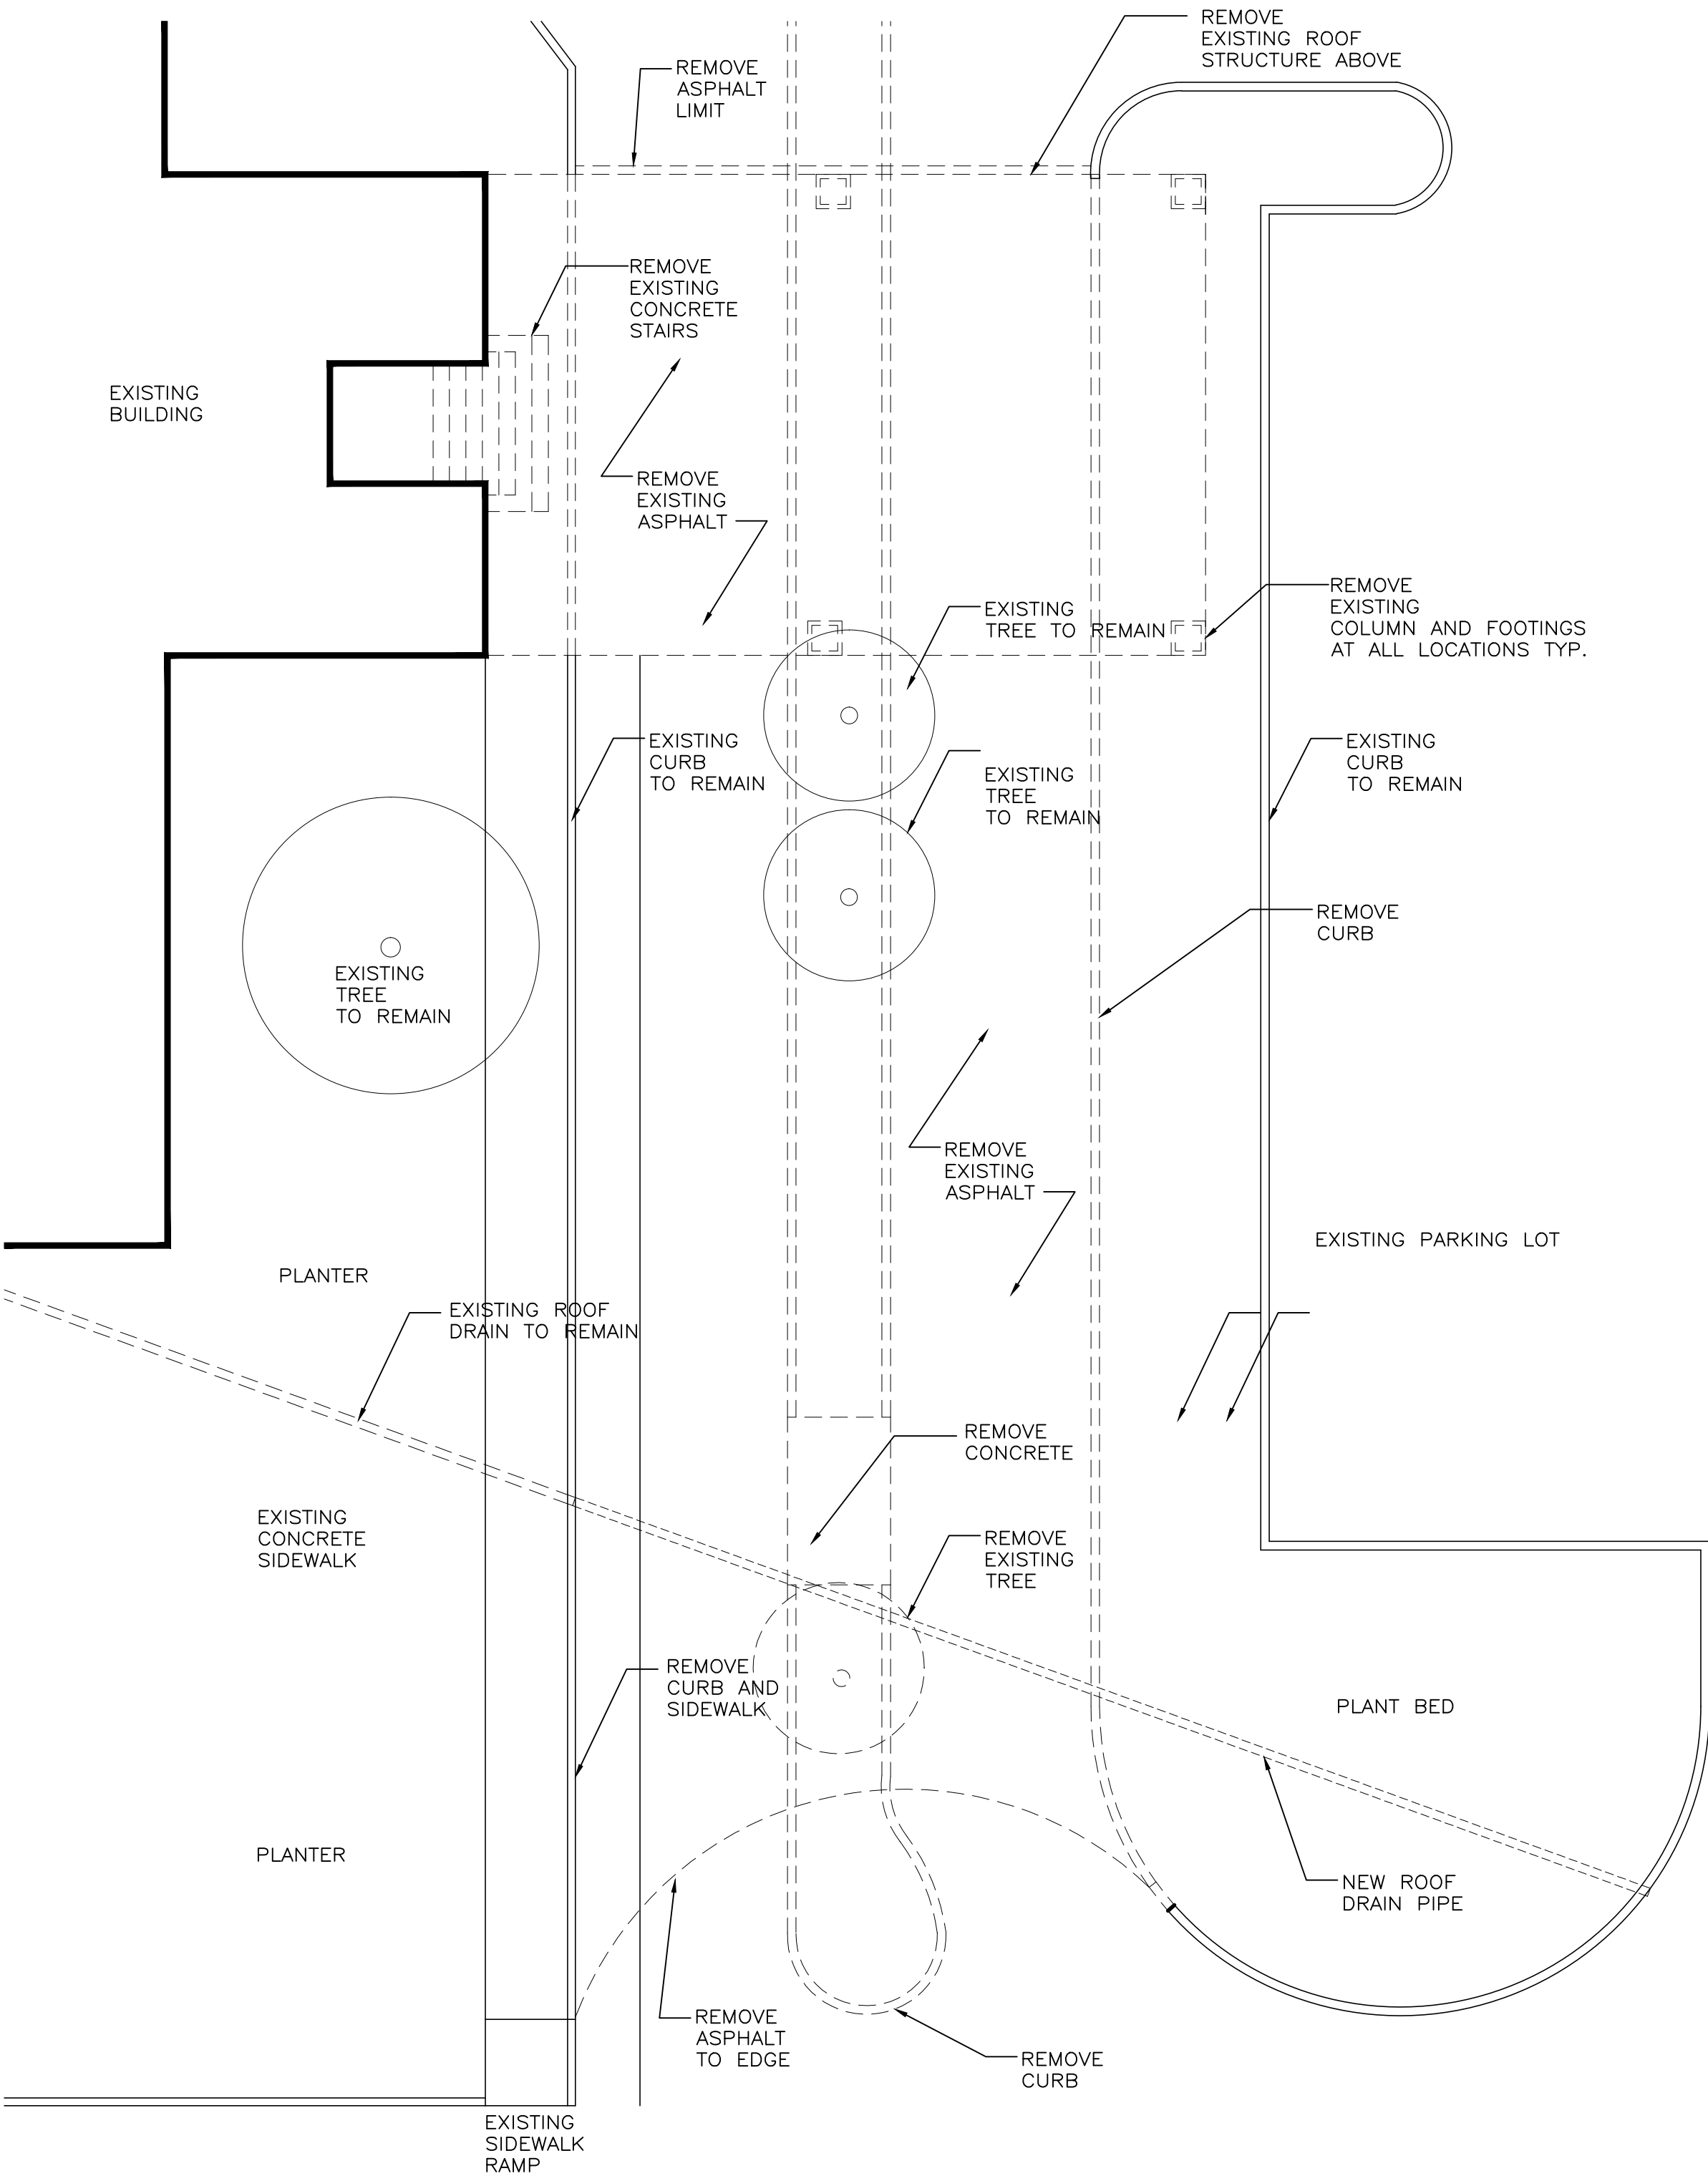 REMOVE
EXISTING ROOF
STRUCTURE ABOVE
REMOVE
ASPHALT
LIMIT
REMOVE
EXISTING
CONCRETE
STAIRS
EXISTING
BUILDING
REMOVE
EXISTING
ASPHALT
EXISTING
TREE TO REMAIN
REMOVE
EXISTING
COLUMN AND FOOTINGS
AT ALL LOCATIONS TYP.
EXISTING
CURB
TO REMAIN
EXISTING
TREE
TO REMAIN
EXISTING
CURB
TO REMAIN
REMOVE
CURB
EXISTING
TREE
TO REMAIN
REMOVE
EXISTING
ASPHALT
EXISTING PARKING LOT
PLANTER
EXISTING ROOF
DRAIN TO REMAIN
REMOVE
CONCRETE
EXISTING
CONCRETE
SIDEWALK
REMOVE
EXISTING
TREE
REMOVE
CURB AND
SIDEWALK
PLANT BED
PLANTER
NEW ROOF
DRAIN PIPE
REMOVE
ASPHALT
TO EDGE
REMOVE
CURB
EXISTING
SIDEWALK
RAMP